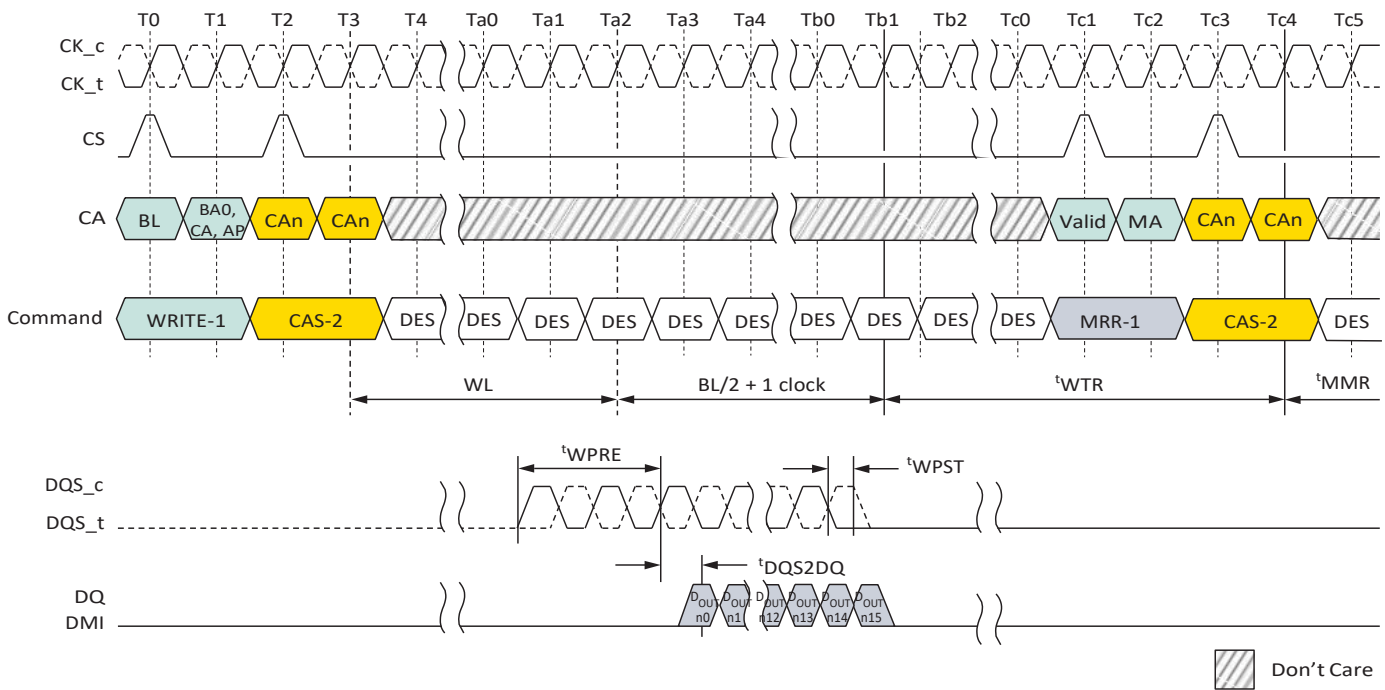 T0 T1 T2 T3 T4 Ta0 Ta1 Ta2 Ta3 Ta4 Tb0 Tb1 Tb2 Tc0 Tc1 Tc2 Tc3 Tc4 Tc5
CK_c
CK_t
CS
CA BL BA0, CA, AP CAn CAn Valid MA CAn CAn
Command WRITE-1 CAS-2 DES DES DES DES DES DES DES DES DES DES MRR-1 CAS-2 DES
WL BL/2 + 1 clock tWTR tMMR
tWPRE tWPST
DQS_c
DQS_t
tDQS2DQ
DQ DOUT DOUT DOUT DOUT DOUT DOUT
DMI n0 n1 n12 n13 n14 n15
Don't Care